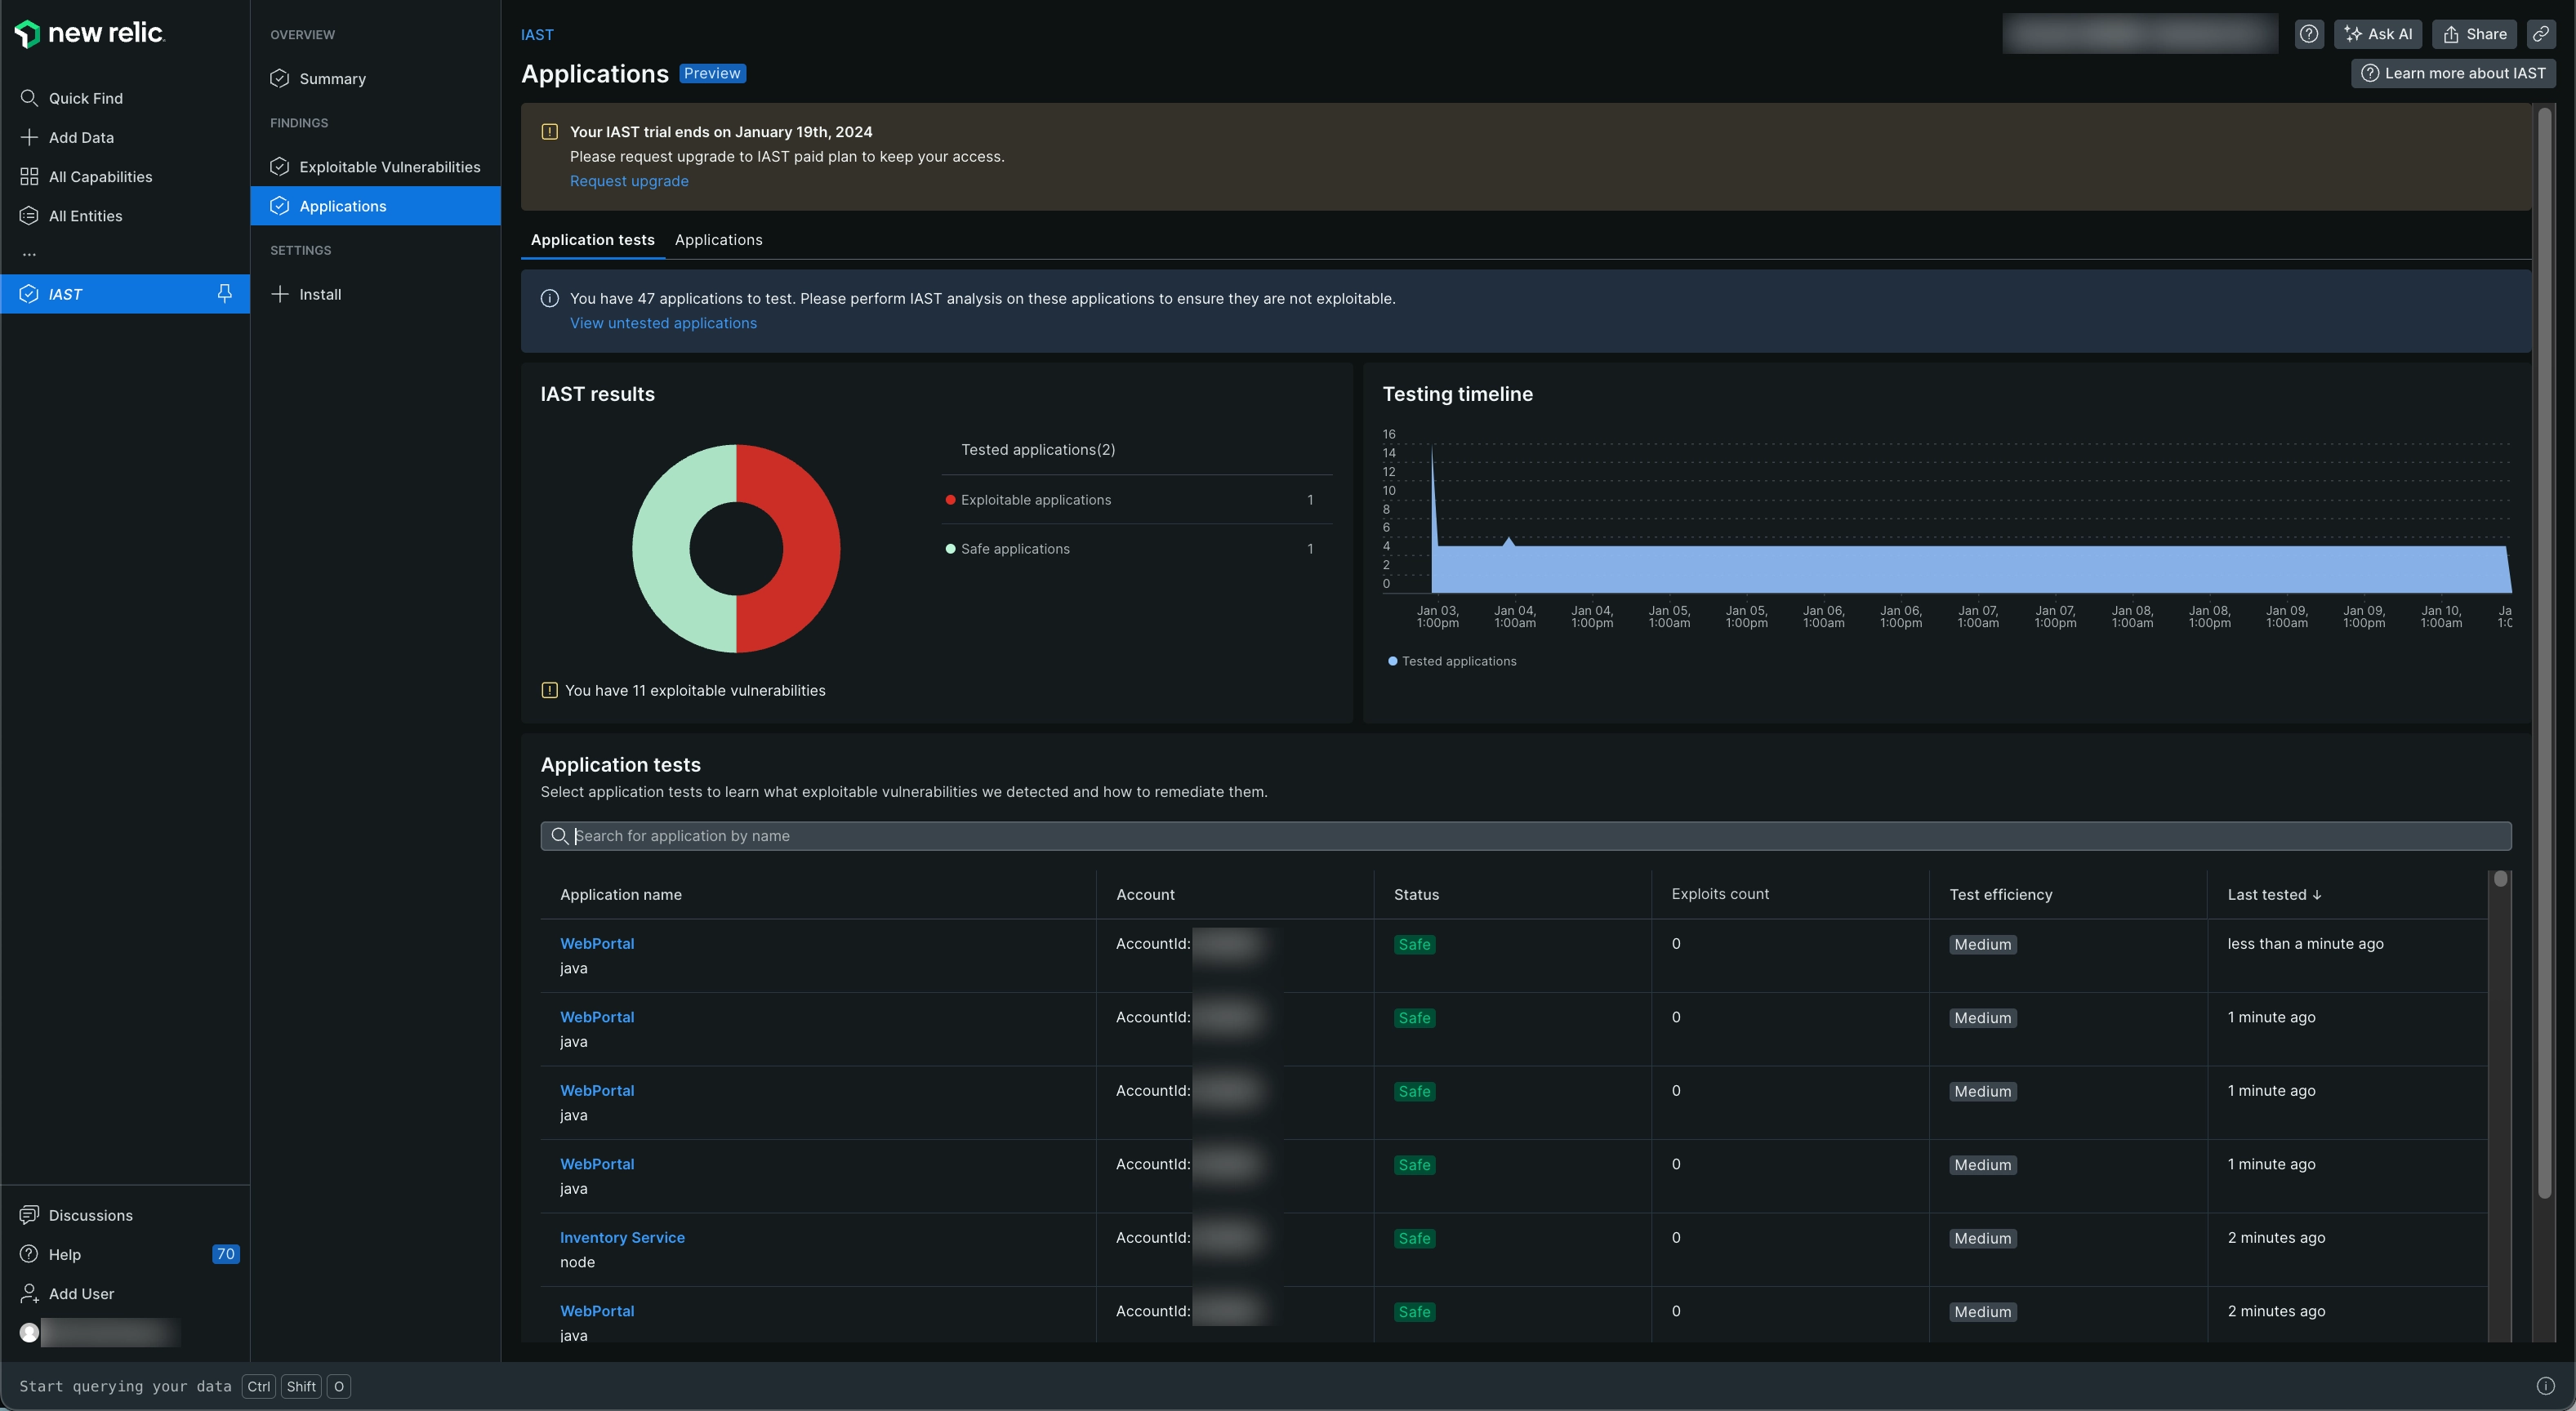 new relic
Quick Find
Add Data
All Capabilities
All Entities
...
IAST
Discussions
Help 70
Add User
OVERVIEW
Summary
FINDINGS
Exploitable Vulnerabilities
Applications
SETTINGS
Install
IAST
Ask AI
Share
Applications Preview
Learn more about IAST
Your IAST trial ends on January 19th, 2024
Please request upgrade to IAST paid plan to keep your access.
Request upgrade
Application tests Applications
You have 47 applications to test. Please perform IAST analysis on these applications to ensure they are not exploitable.
View untested applications
IAST results
Tested applications(2)
Exploitable applications 1
Safe applications 1
You have 11 exploitable vulnerabilities
Testing timeline
16
14
12
10
8
6
4
2
0
Jan 03, Jan 04, Jan 04, Jan 05, Jan 05, Jan 06, Jan 06, Jan 07, Jan 07, Jan 08, Jan 08, Jan 09, Jan 09, Jan 10, Ja
1:00pm 1:00am 1:00pm 1:00am 1:00pm 1:00am 1:00pm 1:00am 1:00pm 1:00am 1:00pm 1:00am 1:00pm 1:00am 1:0
Tested applications
Application tests
Select application tests to learn what exploitable vulnerabilities we detected and how to remediate them.
Search for application by name
Application name Account Status Exploits count Test efficiency Last tested ↓
WebPortal AccountId: Safe 0 Medium less than a minute ago
java
WebPortal AccountId: Safe 0 Medium 1 minute ago
java
WebPortal AccountId: Safe 0 Medium 1 minute ago
java
WebPortal AccountId: Safe 0 Medium 1 minute ago
java
Inventory Service AccountId: Safe 0 Medium 2 minutes ago
node
WebPortal AccountId: Safe 0 Medium 2 minutes ago
java
Start querying your data Ctrl Shift O